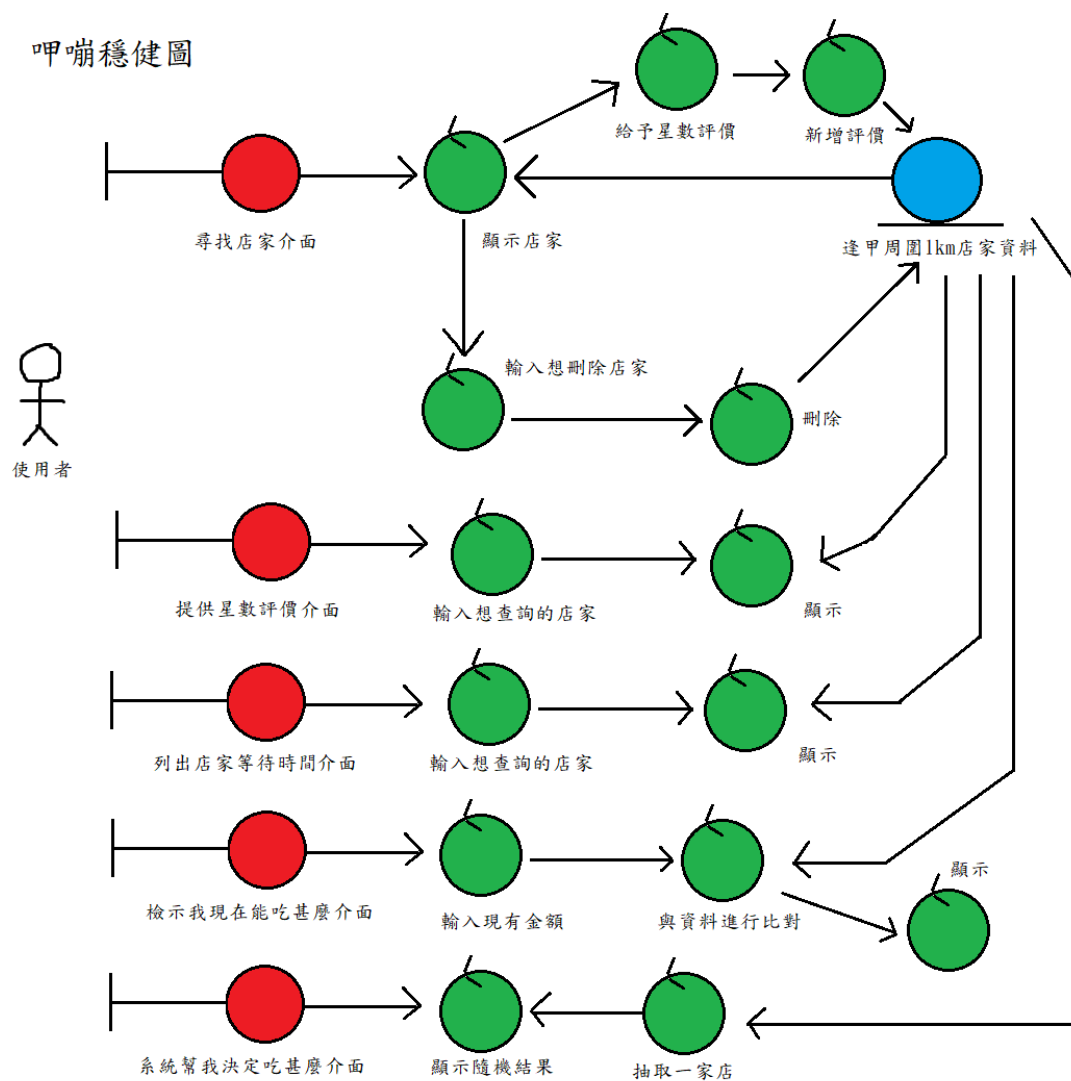 呷嘣穩健圖
給予星數評價
新增評價
尋找店家介面
顯示店家
逢甲周圍1km店家資料
輸入想刪除店家
刪除
使用者
提供星數評價介面
輸入想查詢的店家
顯示
列出店家等待時間介面
輸入想查詢的店家
顯示
檢示我現在能吃甚麼介面
輸入現有金額
與資料進行比對
顯示
系統幫我決定吃甚麼介面
顯示隨機結果
抽取一家店